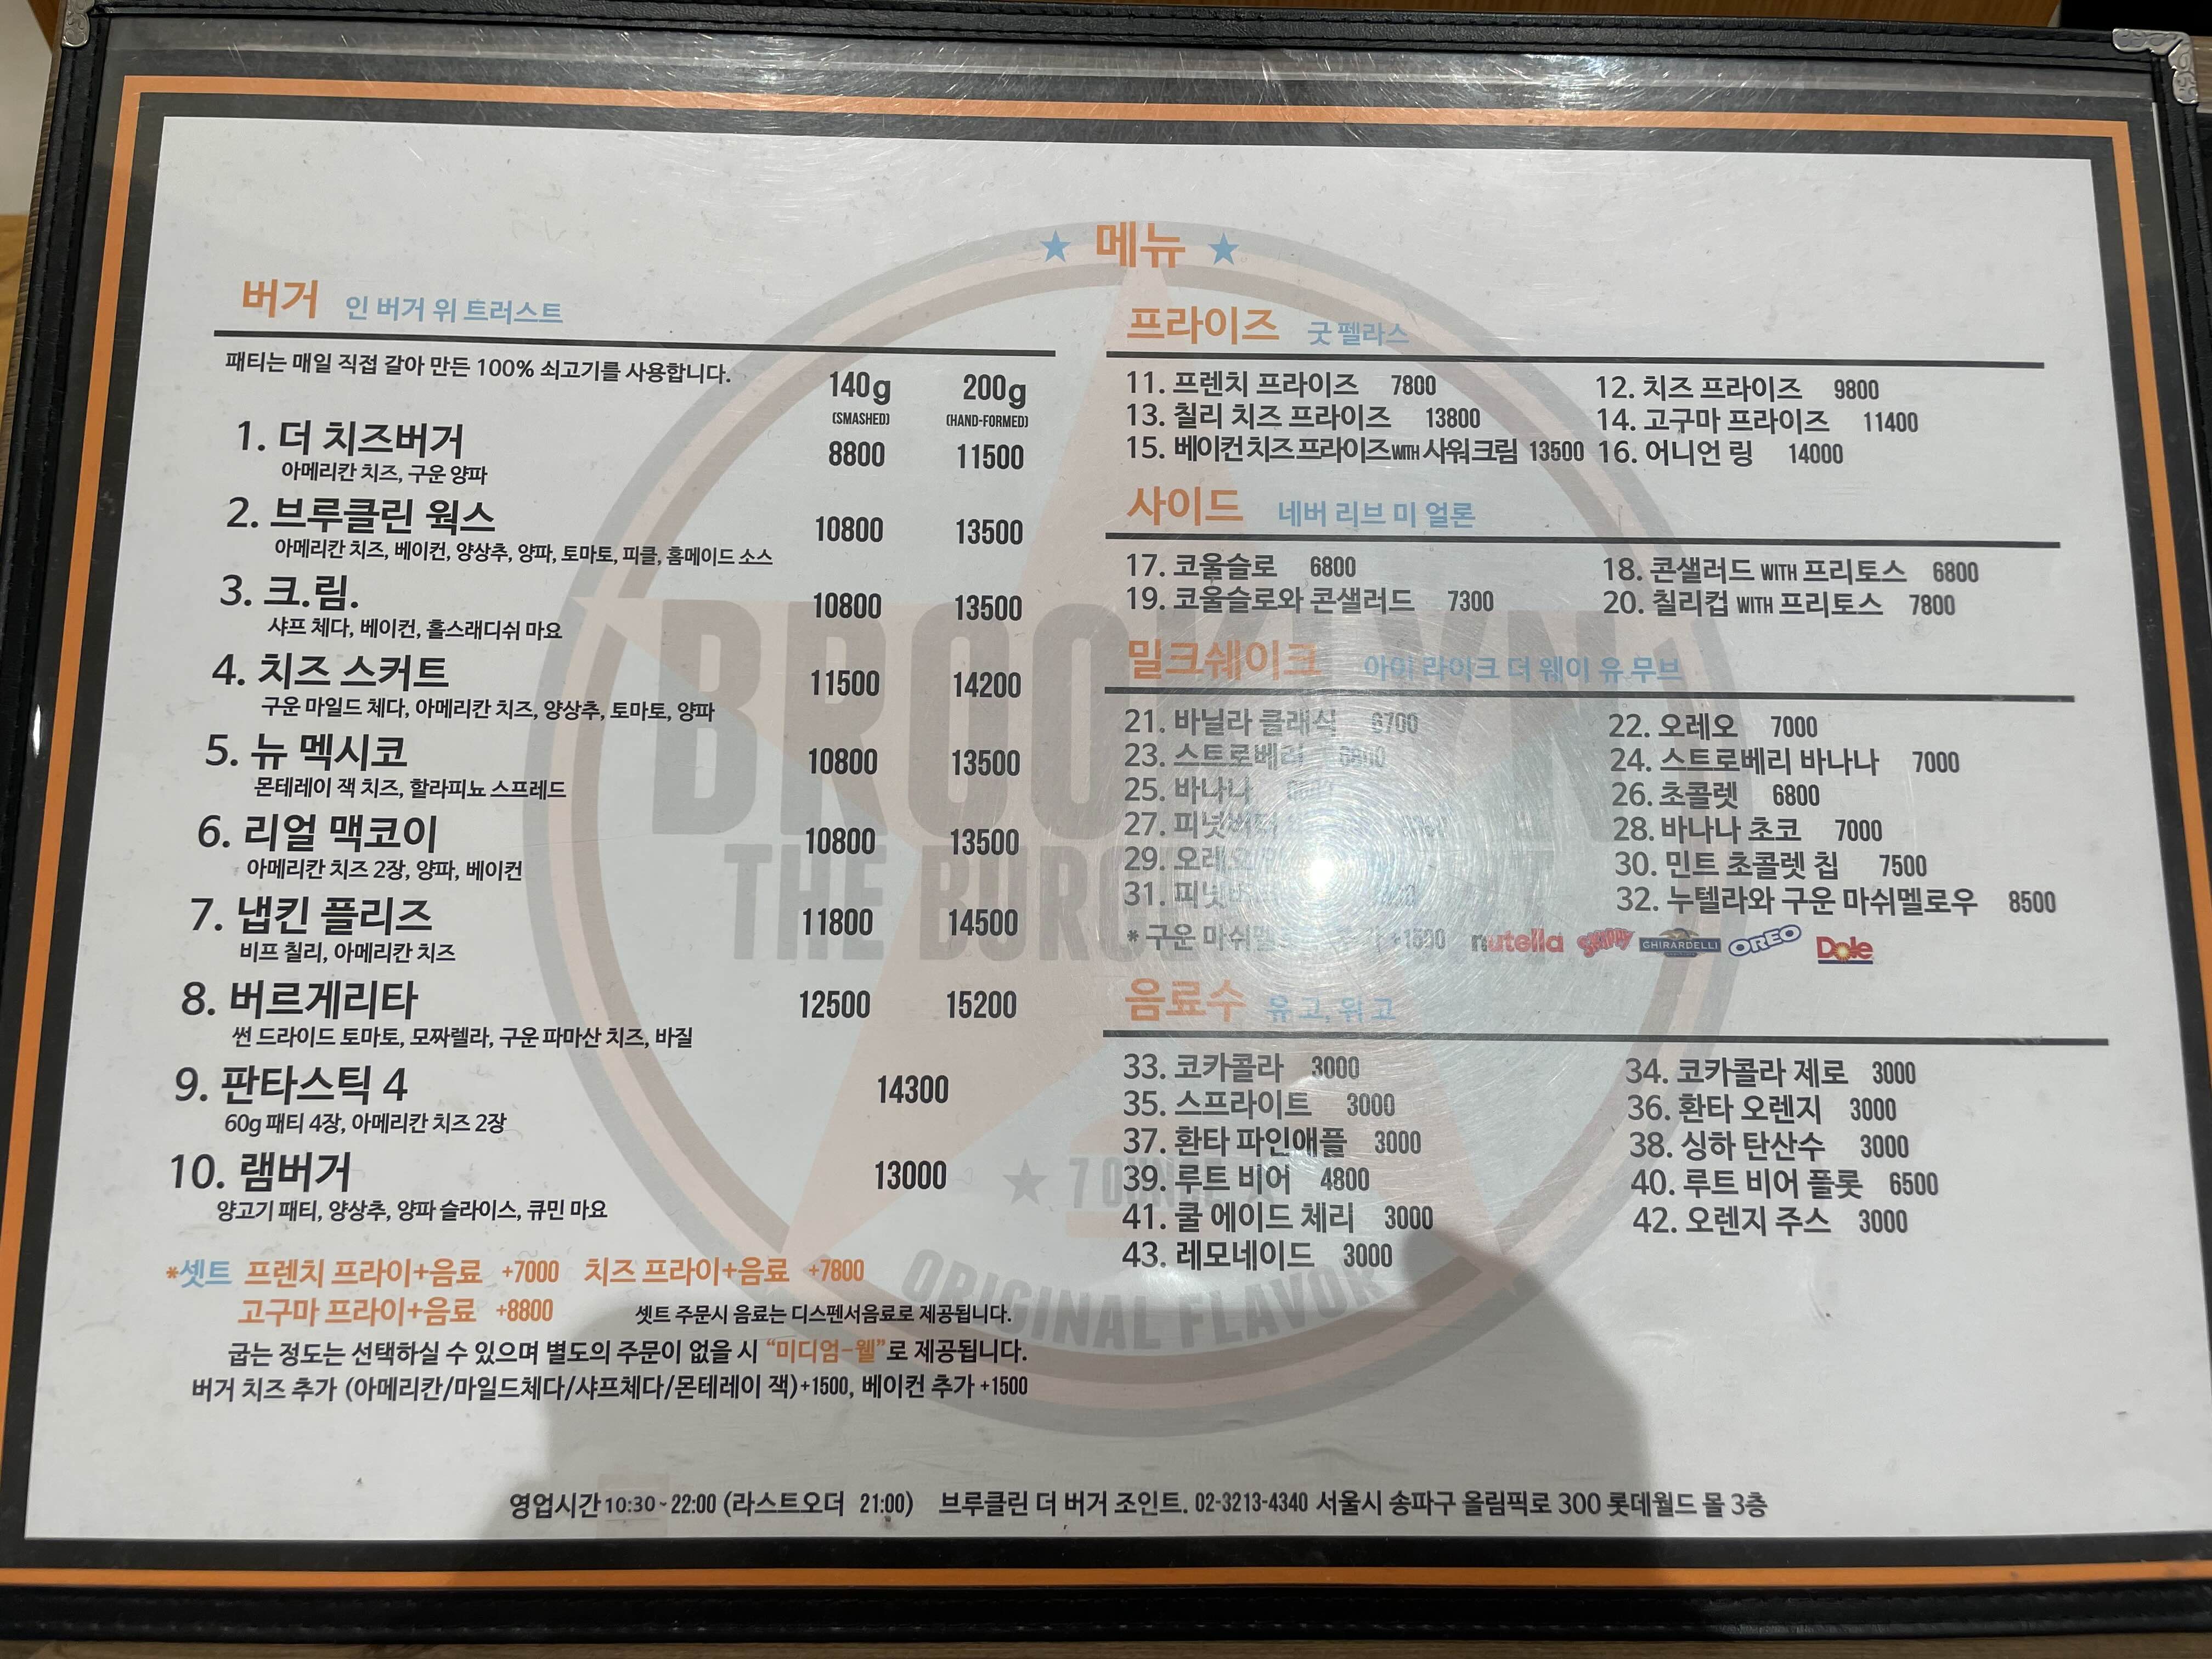 메뉴
버거 인 버거 위 트러스트
패티는 매일 직접 갈아 만든 100% 쇠고기를 사용합니다.
140g 200g
(SMASHED) (HAND-FORMED)
1. 더 치즈버거 8800 11500
아메리칸 치즈, 구운 양파
2. 브루클린 웍스 10800 13500
아메리칸 치즈, 베이컨, 양상추, 양파, 토마토, 피클, 홈메이드 소스
3. 크.림. 10800 13500
샤프 체다, 베이컨, 홀스래디쉬 마요
4. 치즈 스커트 11500 14200
구운 마일드 체다, 아메리칸 치즈, 양상추, 토마토, 양파
5. 뉴 멕시코 10800 13500
몬테레이 잭 치즈, 할라피뇨 스프레드
6. 리얼 맥코이 10800 13500
아메리칸 치즈 2장, 양파, 베이컨
7. 냅킨 플리즈 11800 14500
비프 칠리, 아메리칸 치즈
8. 버르게리타 12500 15200
썬 드라이드 토마토, 모짜렐라, 구운 파마산 치즈, 바질
9. 판타스틱 4 14300
60g 패티 4장, 아메리칸 치즈 2장
10. 램버거 13000
양고기 패티, 양상추, 양파 슬라이스, 큐민 마요
*셋트 프렌치 프라이+음료 +7000 치즈 프라이+음료 +7800
고구마 프라이+음료 +8800 셋트 주문시 음료는 디스펜서음료로 제공됩니다.
굽는 정도는 선택하실 수 있으며 별도의 주문이 없을 시 “미디엄-웰”로 제공됩니다.
버거 치즈 추가 (아메리칸/마일드체다/샤프체다/몬테레이 잭)+1500, 베이컨 추가 +1500
프라이즈 굿 펠라스
11. 프렌치 프라이즈 7800 12. 치즈 프라이즈 9800
13. 칠리 치즈 프라이즈 13800 14. 고구마 프라이즈 11400
15. 베이컨치즈프라이즈WITH 사워크림 13500 16. 어니언 링 14000
사이드 네버 리브 미 얼론
17. 코울슬로 6800 18. 콘샐러드 WITH 프리토스 6800
19. 코울슬로와 콘샐러드 7300 20. 칠리컵 WITH 프리토스 7800
밀크쉐이크 아이 라이크 더 웨이 유 무브
21. 바닐라 클래식 6700 22. 오레오 7000
23. 스트로베리 24. 스트로베리 바나나 7000
25. 바나나 26. 초콜렛 6800
27. 28. 바나나 초코 7000
29. 30. 민트 초콜렛 칩 7500
31. 32. 누텔라와 구운 마쉬멜로우 8500
* 구운 +1500 nutella SKIPPY GHIRARDELLI OREO Dole
음료수 유 고, 위 고
33. 코카콜라 3000 34. 코카콜라 제로 3000
35. 스프라이트 3000 36. 환타 오렌지 3000
37. 환타 파인애플 3000 38. 싱하 탄산수 3000
39. 루트 비어 4800 40. 루트 비어 플롯 6500
41. 쿨 에이드 체리 3000 42. 오렌지 주스 3000
43. 레모네이드 3000
BROOKLYN
THE BURGER
7 OUNCE
ORIGINAL FLAVOR
영업시간 10:30~22:00 (라스트오더 21:00) 브루클린 더 버거 조인트. 02-3213-4340 서울시 송파구 올림픽로 300 롯데월드 몰 3층